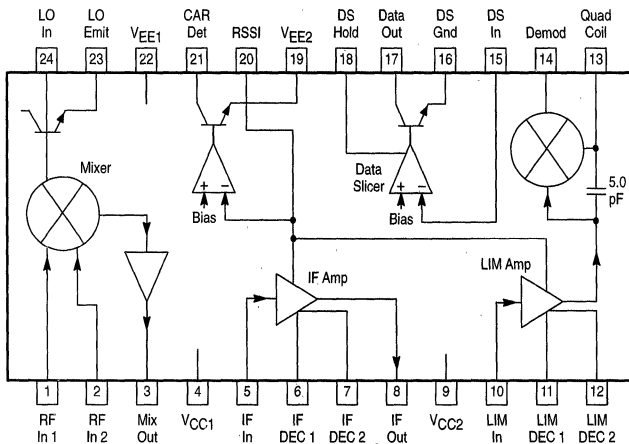 LO In
LO Emit
VEE1
CAR Det
RSSI
VEE2
DS Hold
Data Out
DS Gnd
DS In
Demod
Quad Coil
24
23
22
21
20
19
18
17
16
15
14
13
Mixer
+ –
Bias
Data Slicer
+ –
Bias
5.0 pF
IF Amp
LIM Amp
1
2
3
4
5
6
7
8
9
10
11
12
RF In 1
RF In 2
Mix Out
VCC1
IF In
IF DEC 1
IF DEC 2
IF Out
VCC2
LIM In
LIM DEC 1
LIM DEC 2